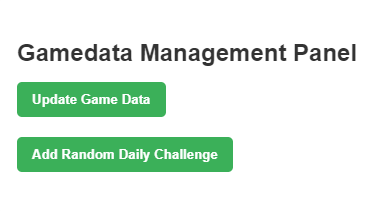 Gamedata Management Panel
Update Game Data
Add Random Daily Challenge